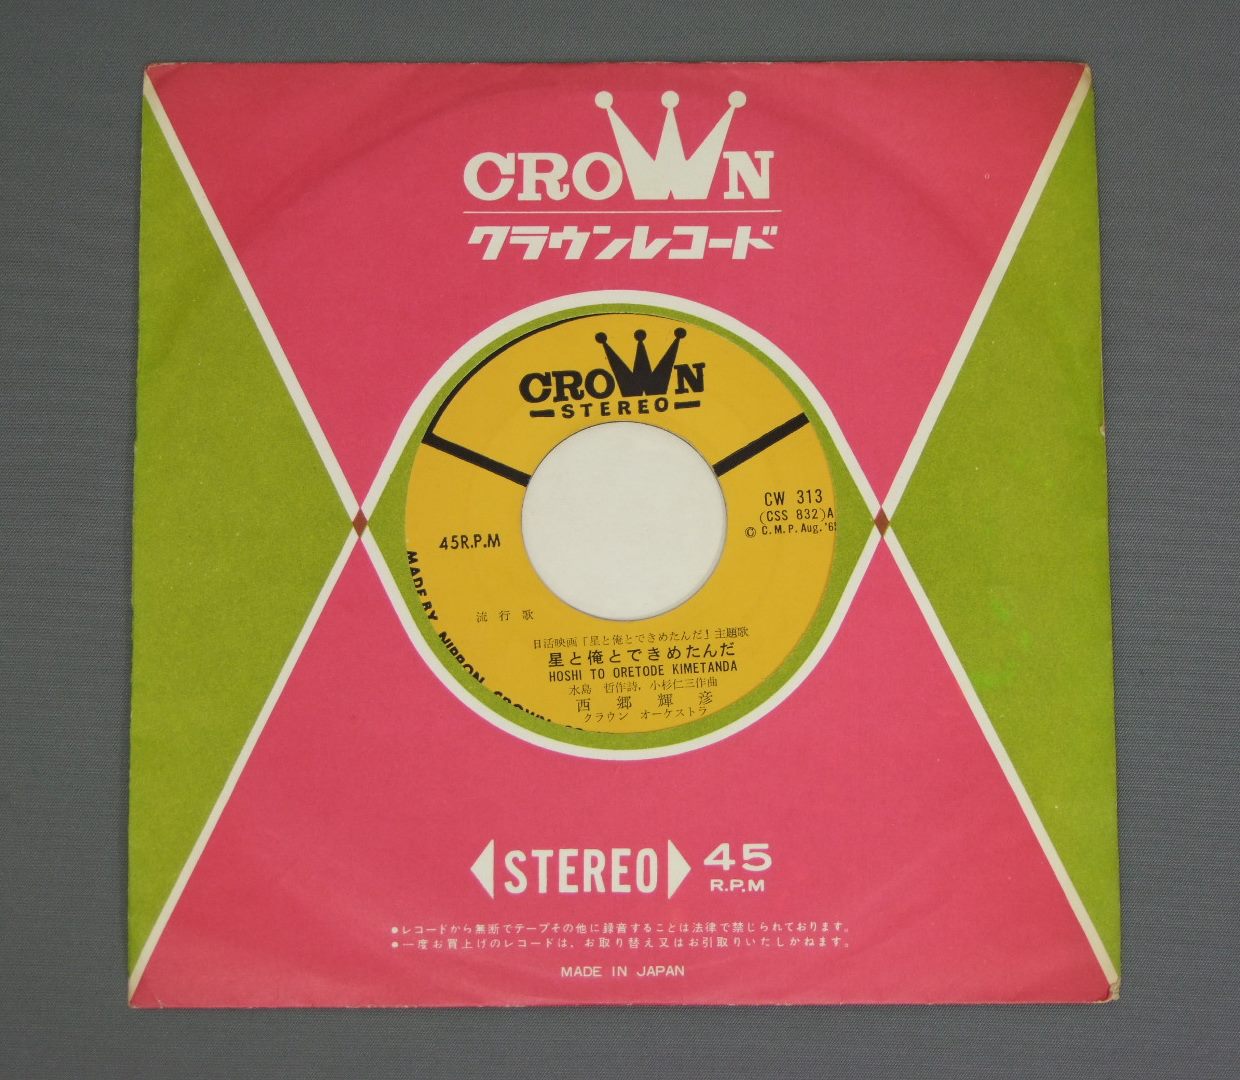 CROWN
クラウンレコード
CROWN
STEREO
CW 313
(CSS 832)A
© C.M.P. Aug.'6
45R.P.M
MADE BY NIPPON CROWN
流行歌
日活映画「星と俺とできめたんだ」主題歌
星と俺とできめたんだ
HOSHI TO ORETODE KIMETANDA
水島 哲作詩, 小杉仁三作曲
西郷輝彦
クラウン オーケストラ
STEREO 45
R.P.M
●レコードから無断でテープその他に録音することは法律で禁じられております。
●一度お買上げのレコードは、お取り替え又はお引取りいたしかねます。
MADE IN JAPAN